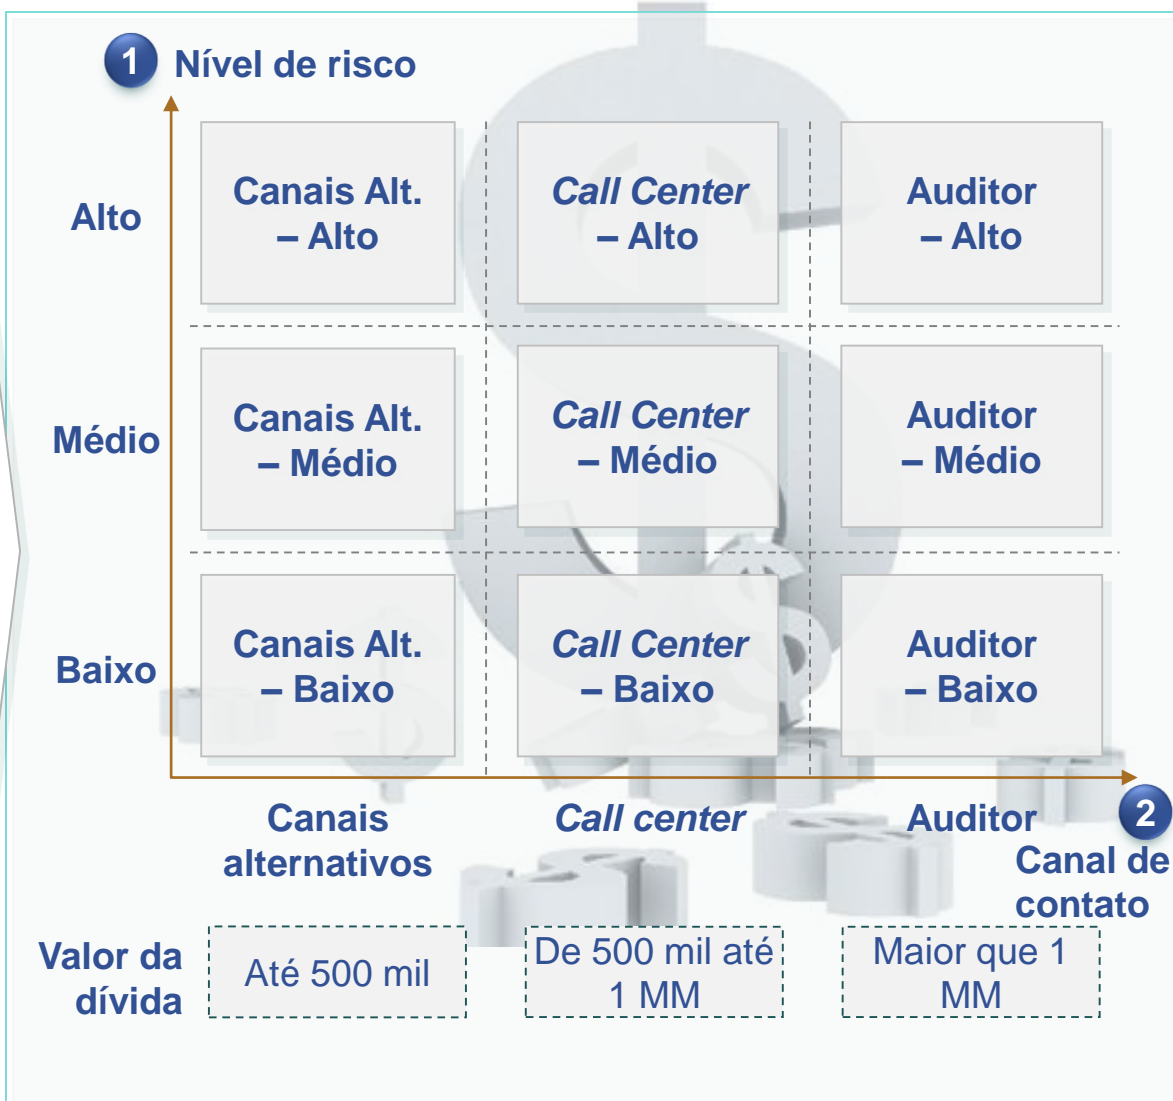 1 Nível de risco
Alto
Canais Alt.
– Alto
Call Center
– Alto
Auditor
– Alto
Médio
Canais Alt.
– Médio
Call Center
– Médio
Auditor
– Médio
Baixo
Canais Alt.
– Baixo
Call Center
– Baixo
Auditor
– Baixo
Canais
alternativos
Call center
Auditor
2
Canal de
contato
Valor da
dívida
Até 500 mil
De 500 mil até
1 MM
Maior que 1
MM